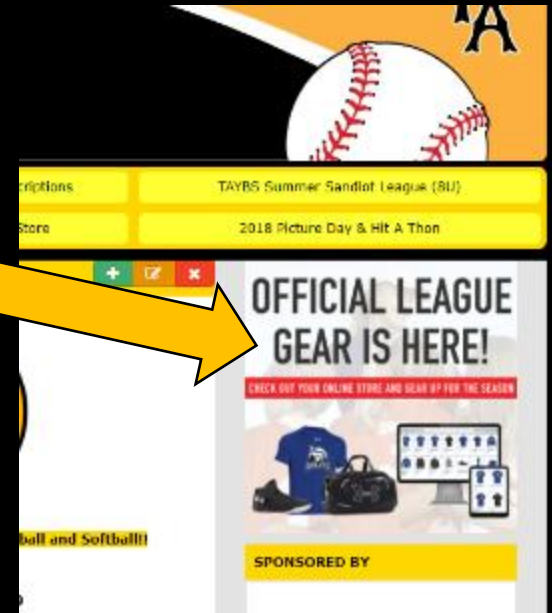 TA
criptions
TAYBS Summer Sandlot League (8U)
Store
2018 Picture Day & Hit A Thon
OFFICIAL LEAGUE
GEAR IS HERE!
CHECK OUT YOUR ONLINE STORE AND GEAR UP FOR THE SEASON
ball and Softball!!
SPONSORED BY